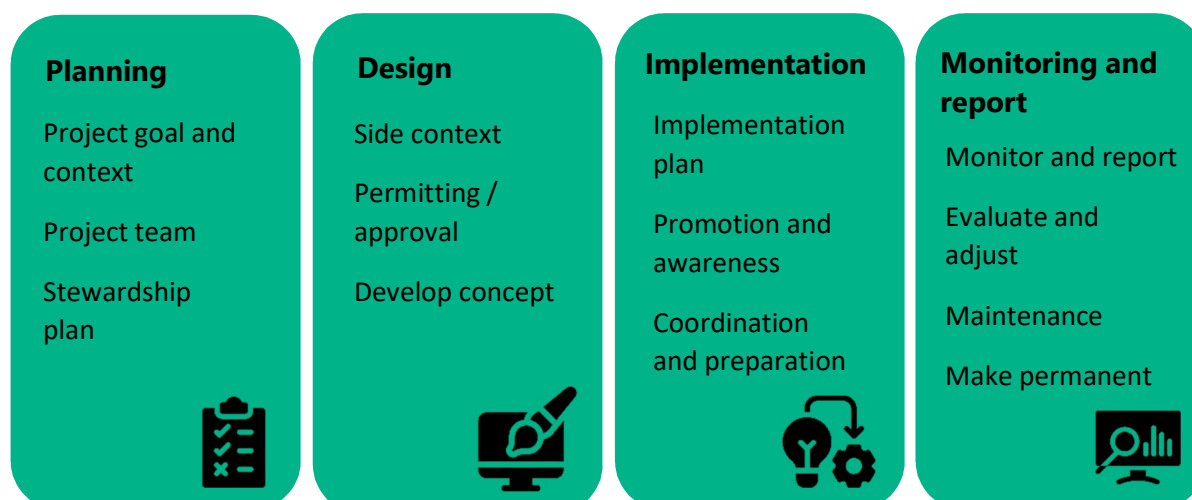 Planning
Project goal and
context
Project team
Stewardship
plan
Design
Side context
Permitting /
approval
Develop concept
Implementation
Implementation
plan
Promotion and
awareness
Coordination
and preparation
Monitoring and
report
Monitor and report
Evaluate and
adjust
Maintenance
Make permanent